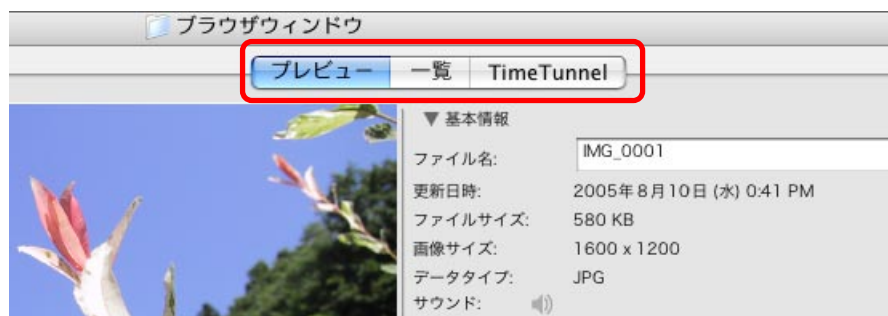 ブラウザウィンドウ
プレビュー 一覧 TimeTunnel
▼ 基本情報
ファイル名: IMG_0001
更新日時: 2005年8月10日 (水) 0:41 PM
ファイルサイズ: 580 KB
画像サイズ: 1600 x 1200
データタイプ: JPG
サウンド: